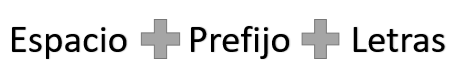 Espacio + Prefijo + Letras